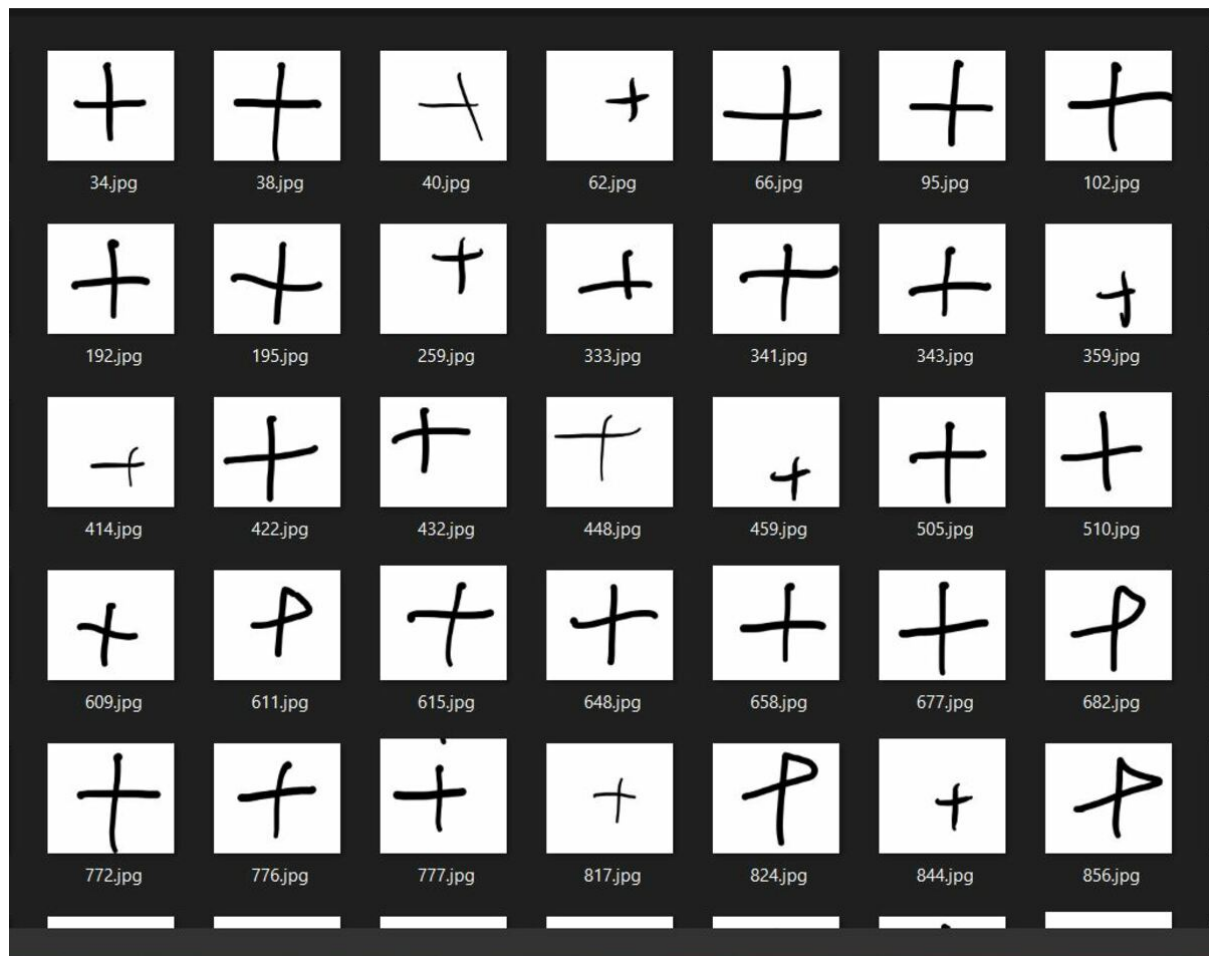 + + + + + + +
34.jpg 38.jpg 40.jpg 62.jpg 66.jpg 95.jpg 102.jpg
+ + + + + + +
192.jpg 195.jpg 259.jpg 333.jpg 341.jpg 343.jpg 359.jpg
+ + + + + + +
414.jpg 422.jpg 432.jpg 448.jpg 459.jpg 505.jpg 510.jpg
+ + + + + + +
609.jpg 611.jpg 615.jpg 648.jpg 658.jpg 677.jpg 682.jpg
+ + + + + + +
772.jpg 776.jpg 777.jpg 817.jpg 824.jpg 844.jpg 856.jpg